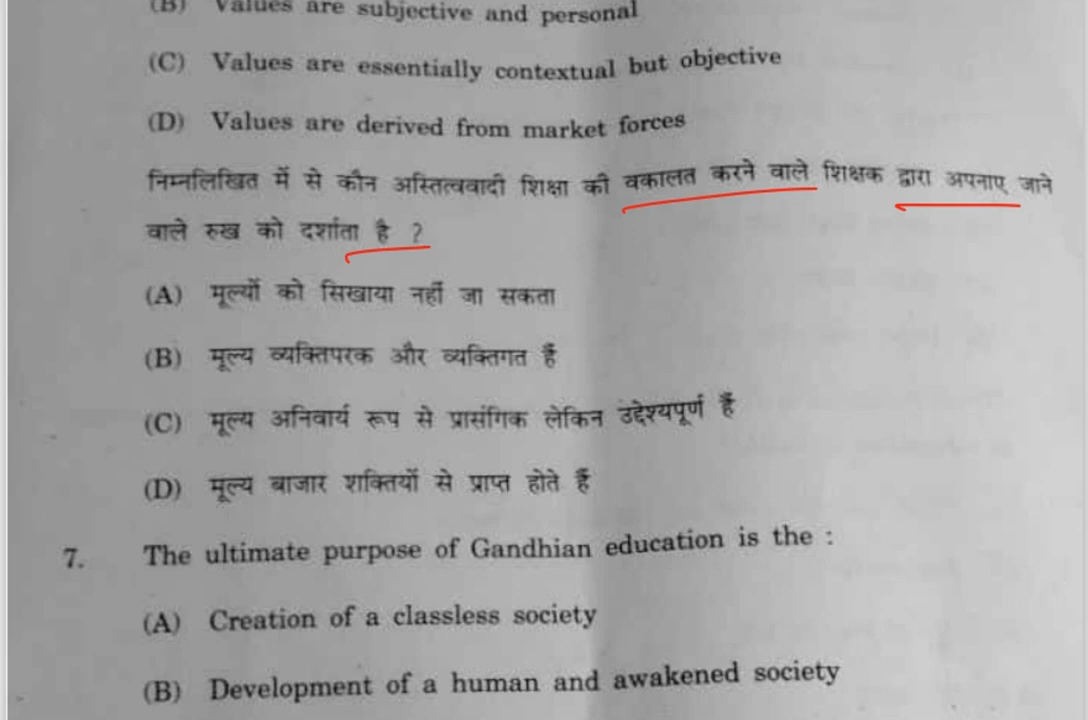 (B) Values are subjective and personal
(C) Values are essentially contextual but objective
(D) Values are derived from market forces
निम्नलिखित में से कौन अस्तित्ववादी शिक्षा की वकालत करने वाले शिक्षक द्वारा अपनाए जाने
वाले रुख को दर्शाता है ?
(A) मूल्यों को सिखाया नहीं जा सकता
(B) मूल्य व्यक्तिपरक और व्यक्तिगत हैं
(C) मूल्य अनिवार्य रूप से प्रासंगिक लेकिन उद्देश्यपूर्ण हैं
(D) मूल्य बाजार शक्तियों से प्राप्त होते हैं
7. The ultimate purpose of Gandhian education is the :
(A) Creation of a classless society
(B) Development of a human and awakened society